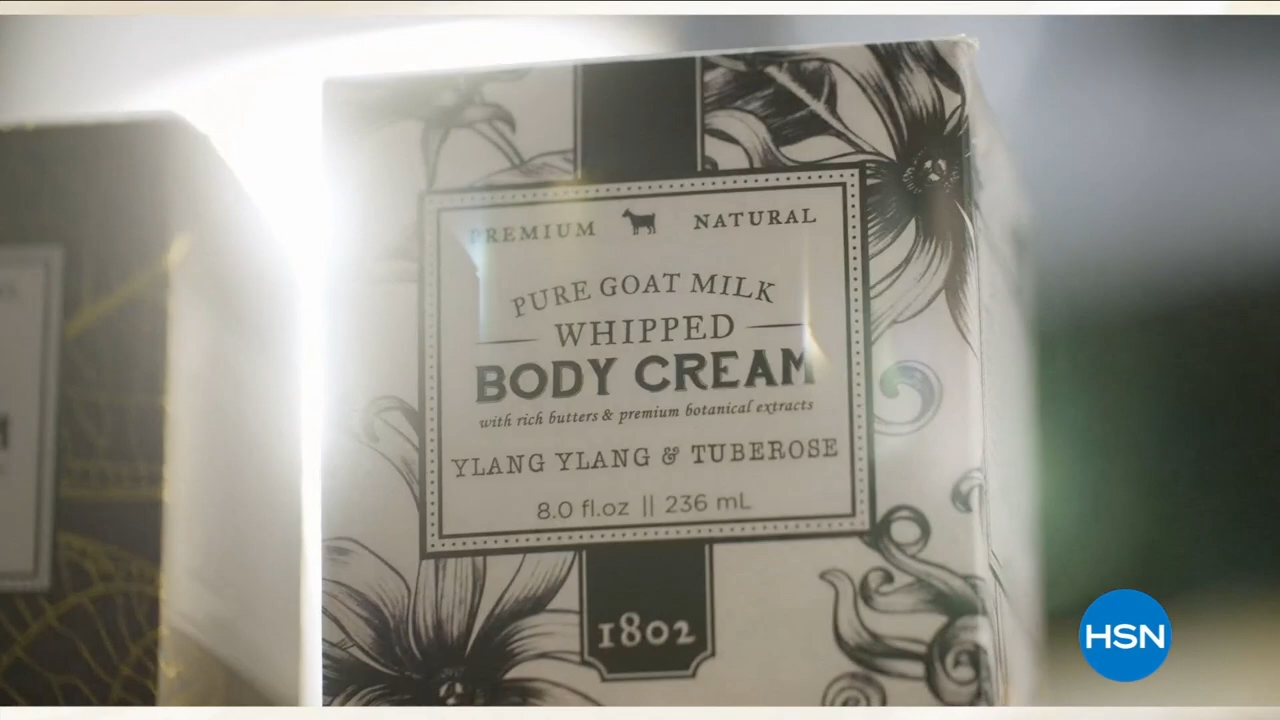 PREMIUM NATURAL
PURE GOAT MILK
WHIPPED
BODY CREAM
with rich butters & premium botanical extracts
YLANG YLANG & TUBEROSE
8.0 fl.oz || 236 mL
1802
HSN